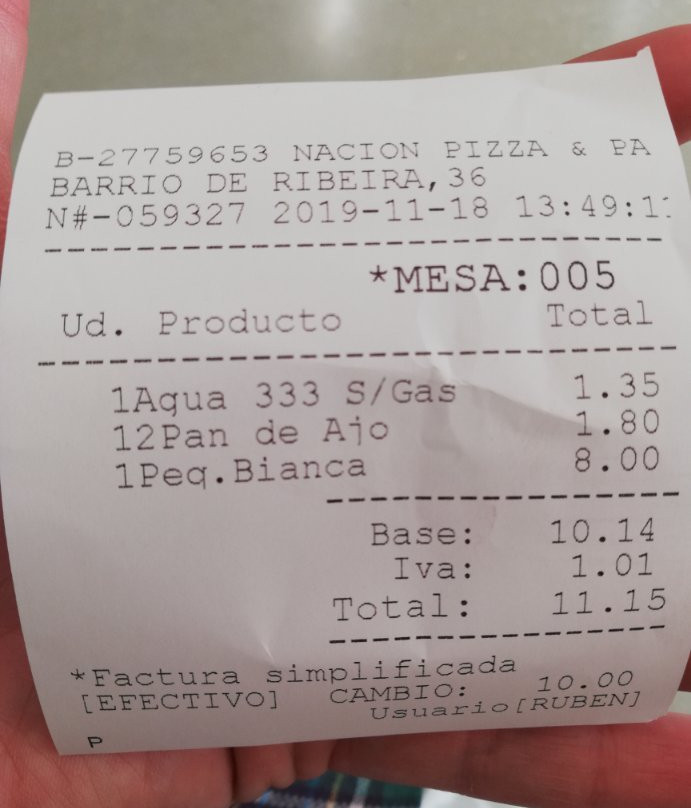 B-27759653 NACION PIZZA & PA
BARRIO DE RIBEIRA,36
N#-059327 2019-11-18 13:49:11
*MESA:005
Ud. Producto Total
1Agua 333 S/Gas 1.35
12Pan de Ajo 1.80
1Peq.Bianca 8.00
Base: 10.14
Iva: 1.01
Total: 11.15
*Factura simplificada
[EFECTIVO] CAMBIO: 10.00
Usuario[RUBEN]
P